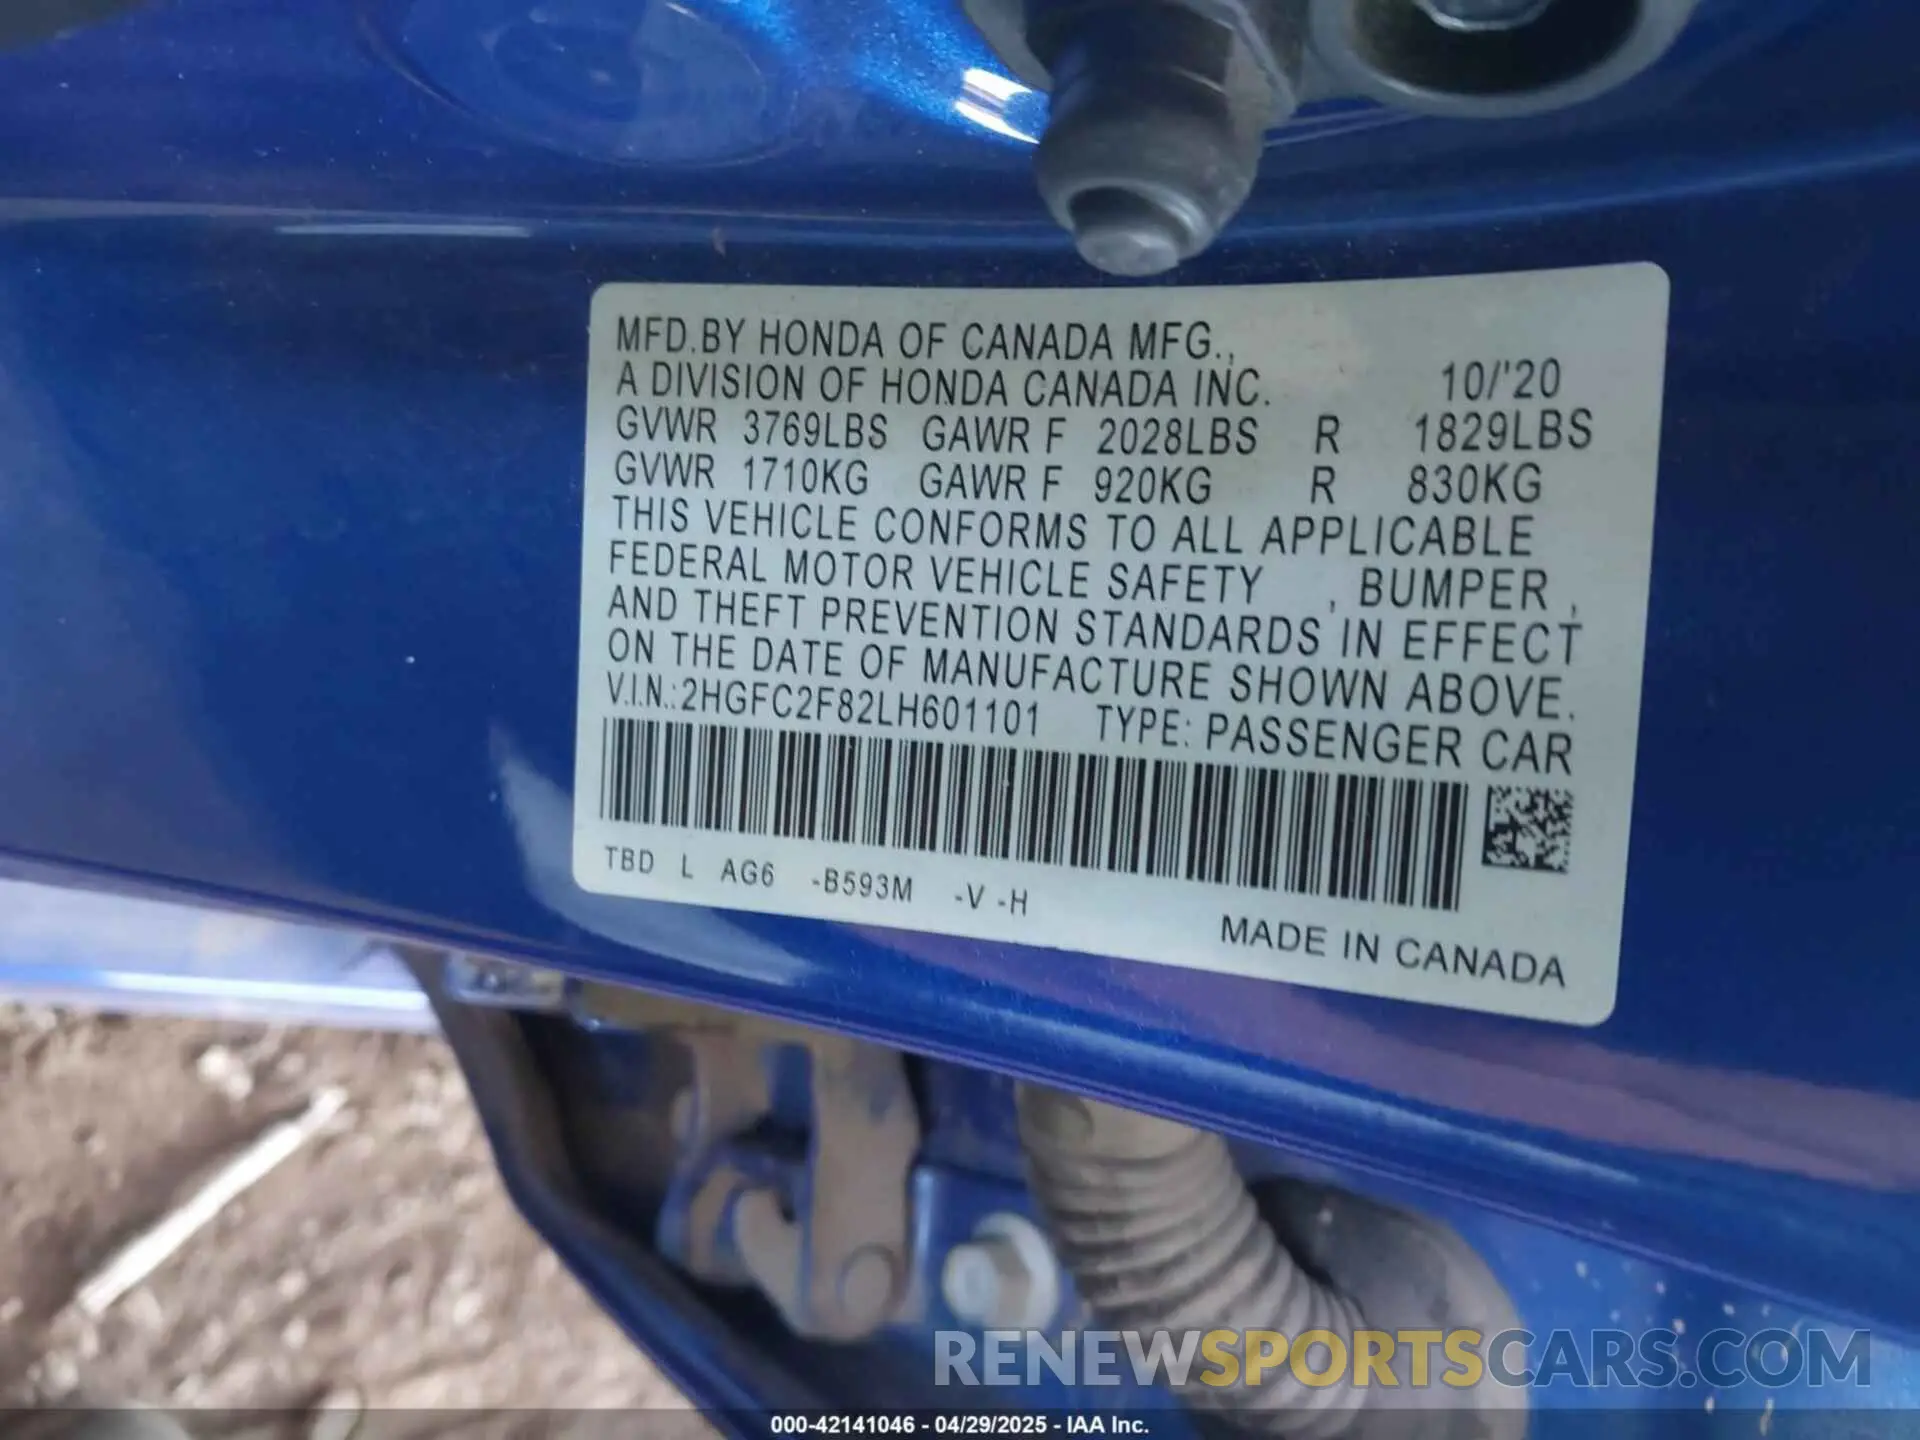 MFD.BY HONDA OF CANADA MFG.,
A DIVISION OF HONDA CANADA INC. 10/'20
GVWR 3769LBS GAWR F 2028LBS R 1829LBS
GVWR 1710KG GAWR F 920KG R 830KG
THIS VEHICLE CONFORMS TO ALL APPLICABLE
FEDERAL MOTOR VEHICLE SAFETY , BUMPER ,
AND THEFT PREVENTION STANDARDS IN EFFECT
ON THE DATE OF MANUFACTURE SHOWN ABOVE.
V.I.N.: 2HGFC2F82LH601101 TYPE: PASSENGER CAR
TBD L AG6 -B593M -V -H
MADE IN CANADA
RENEWSPORTSCARS.COM
000-42141046 - 04/29/2025 - IAA Inc.